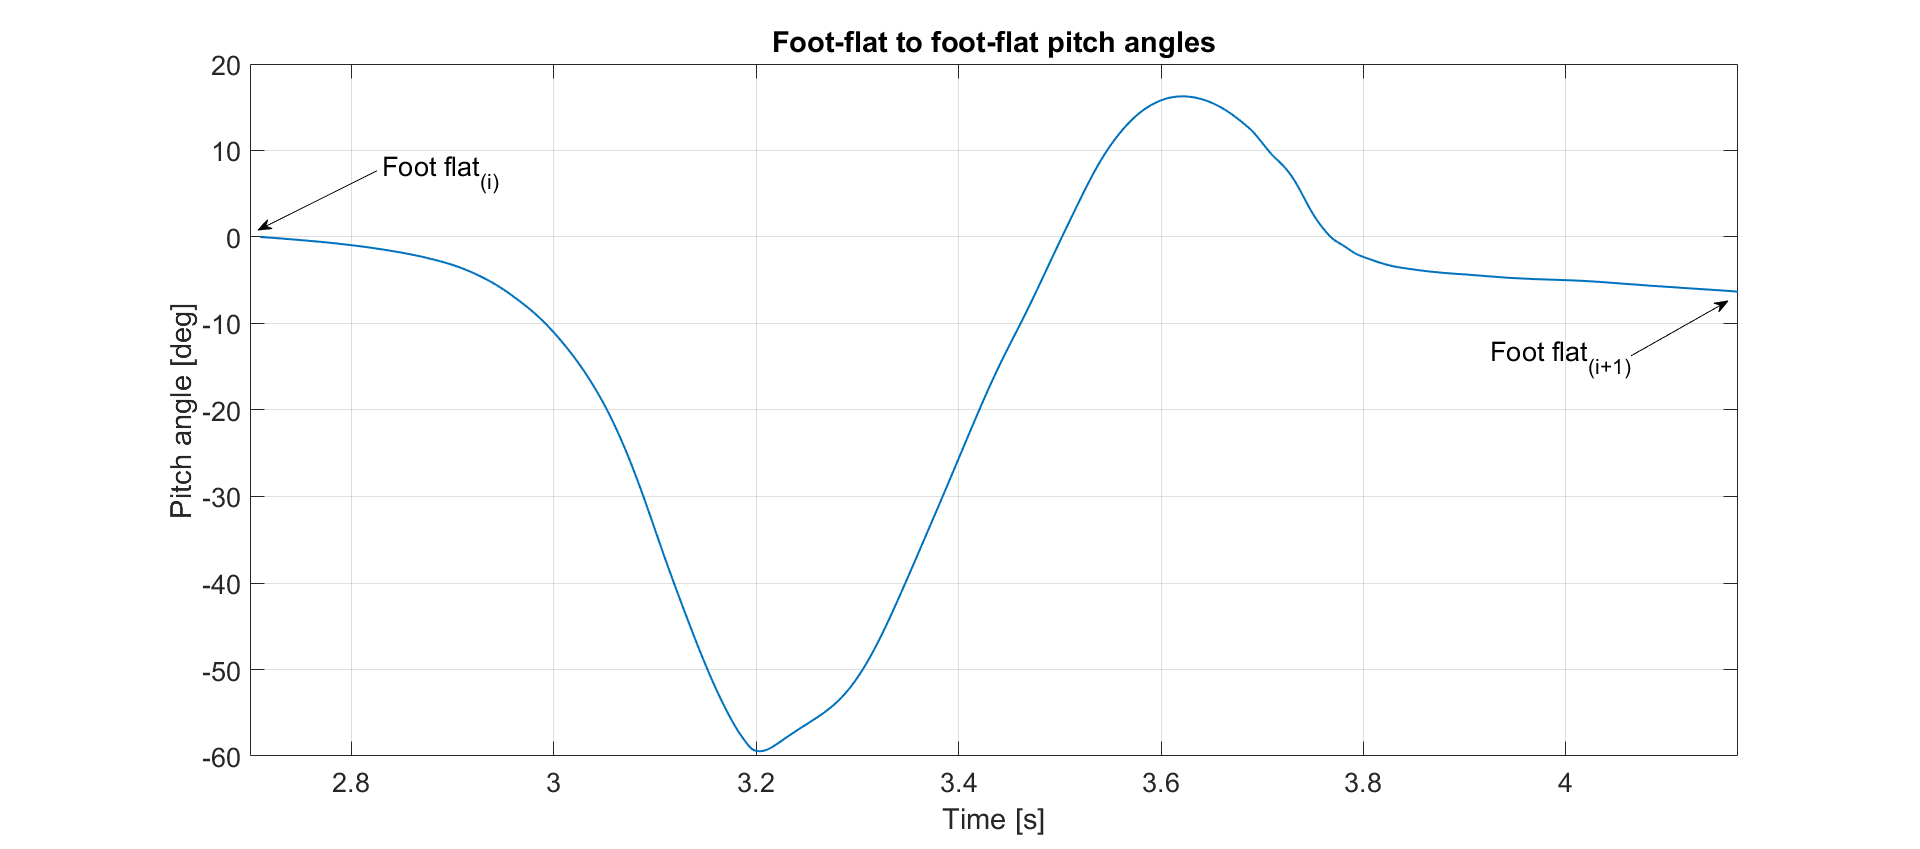 Foot-flat to foot-flat pitch angles
20
10
0
-10
-20
-30
-40
-50
-60
Pitch angle [deg]
Foot flat(i)
Foot flat(i+1)
2.8 3 3.2 3.4 3.6 3.8 4
Time [s]